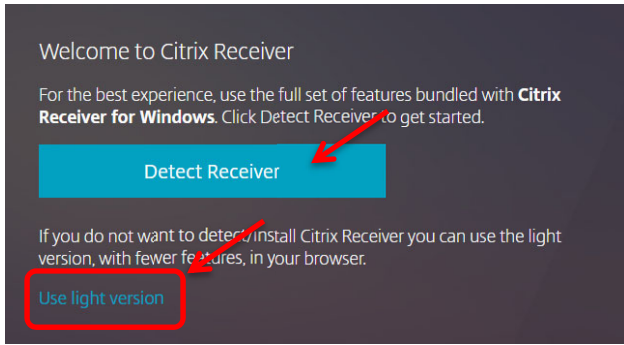 Welcome to Citrix Receiver
For the best experience, use the full set of features bundled with Citrix
Receiver for Windows. Click Detect Receiver to get started.
Detect Receiver
If you do not want to detect/install Citrix Receiver you can use the light
version, with fewer features, in your browser.
Use light version